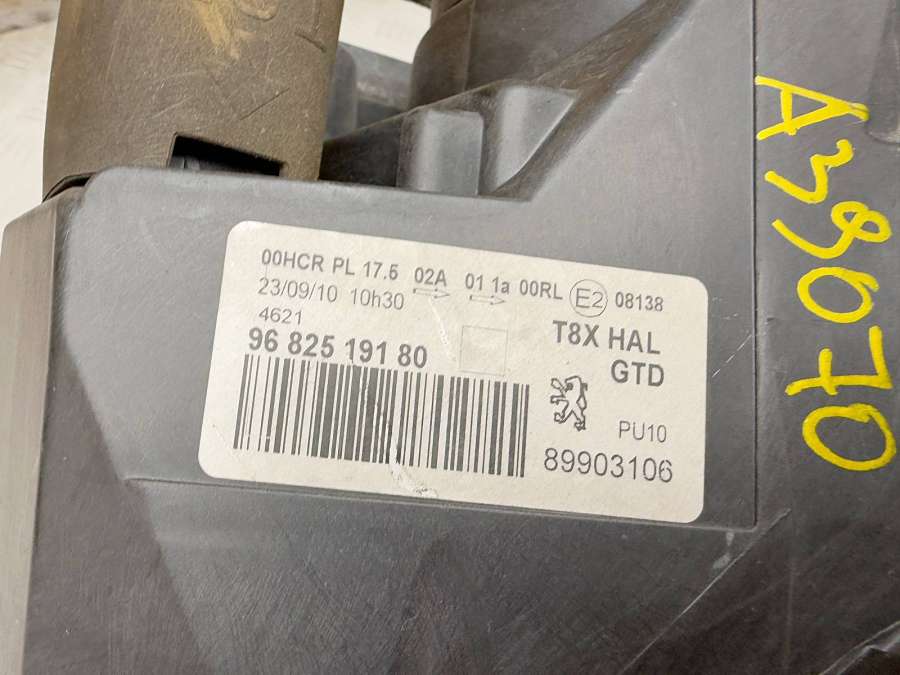 00HCR PL 17.5 02A 01 1a 00RL E2 08138
23/09/10 10h30
4621
96 825 191 80
T8X HAL
GTD
PU10
89903106
A39070